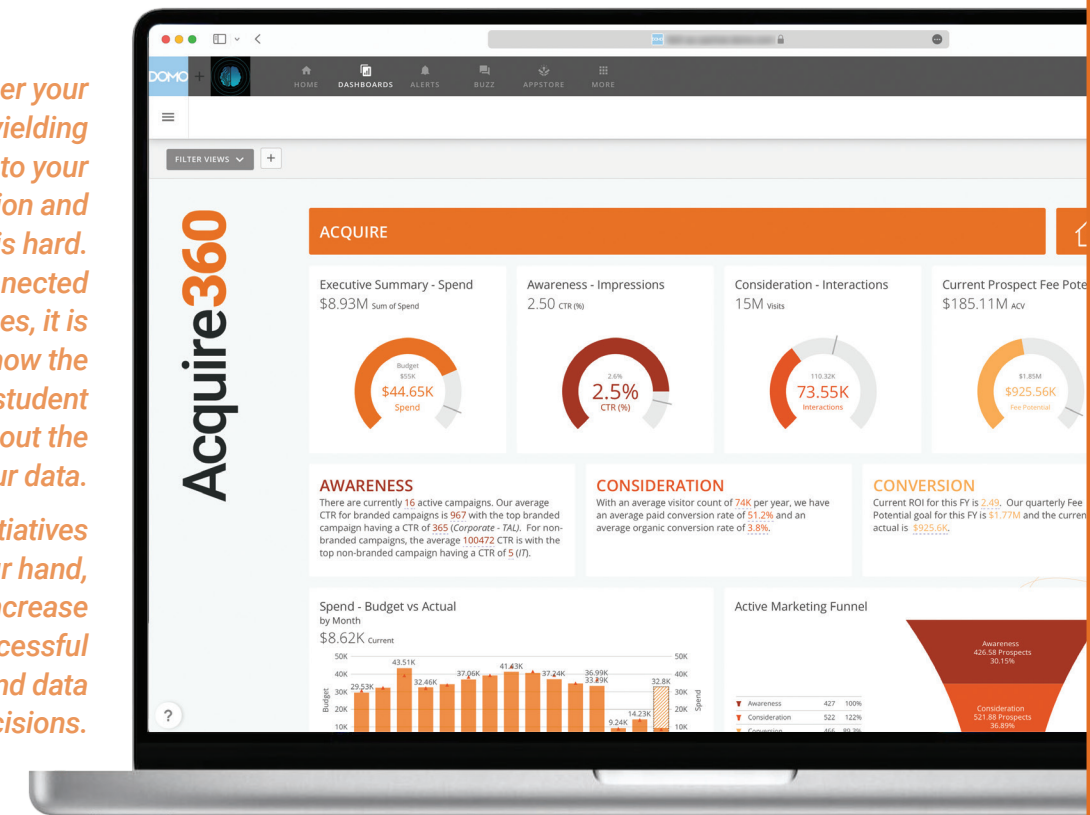 er your
yielding
to your
ion and
is hard.
nnected
es, it is
now the
student
out the
ur data.
tiatives
ur hand,
ncrease
ccessful
nd data
cisions.
DOMO +
HOME DASHBOARDS ALERTS BUZZ APPSTORE MORE
FILTER VIEWS +
Acquire360
ACQUIRE
Executive Summary - Spend
$8.93M Sum of Spend
Budget
$55K
$44.65K
Spend
Awareness - Impressions
2.50 CTR (%)
2.6%
2.5%
CTR (%)
Consideration - Interactions
15M Visits
110.32K
73.55K
Interactions
Current Prospect Fee Pote
$185.11M ACV
$1.85M
$925.56K
Fee Potential
AWARENESS
There are currently 16 active campaigns. Our average
CTR for branded campaigns is 967 with the top branded
campaign having a CTR of 365 (Corporate - TAL). For non-
branded campaigns, the average 100472 CTR is with the
top non-branded campaign having a CTR of 5 (IT).
CONSIDERATION
With an average visitor count of 74K per year, we have
an average paid conversion rate of 51.2% and an
average organic conversion rate of 3.8%.
CONVERSION
Current ROI for this FY is 2.49. Our quarterly Fee
Potential goal for this FY is $1.77M and the curren
actual is $925.6K.
Spend - Budget vs Actual
by Month
$8.62K Current
50K
40K
30K
20K
10K
Budget
29.53K 43.51K 32.46K 37.06K 41.43K 37.24K 36.99K 33.29K 9.24K 14.23K 32.8K
50K
40K
30K
20K
10K
Spend
Active Marketing Funnel
Awareness 427 100%
Consideration 522 122%
Conversion 466 89.3%
Awareness
426.58 Prospects
30.15%
Consideration
521.88 Prospects
36.89%
?